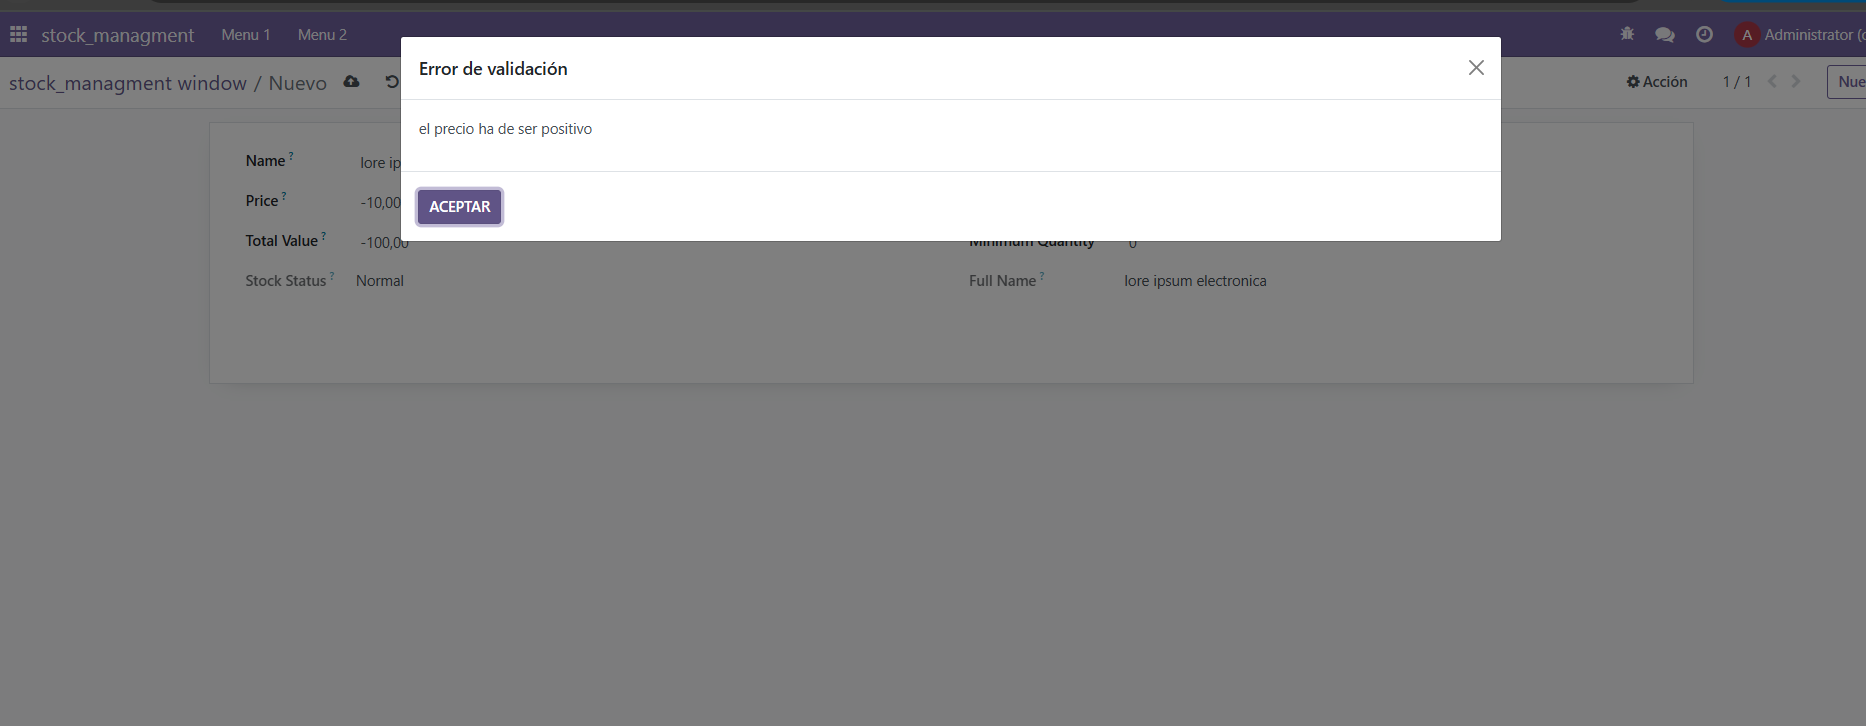 stock_managment Menu 1 Menu 2 A Administrator (
stock_managment window / Nuevo Acción 1 / 1 Nue
Error de validación
el precio ha de ser positivo
ACEPTAR
Name ? lore ip
Price ? -10,00
Total Value ? -100,00 Minimum Quantity 0
Stock Status ? Normal Full Name ? lore ipsum electronica